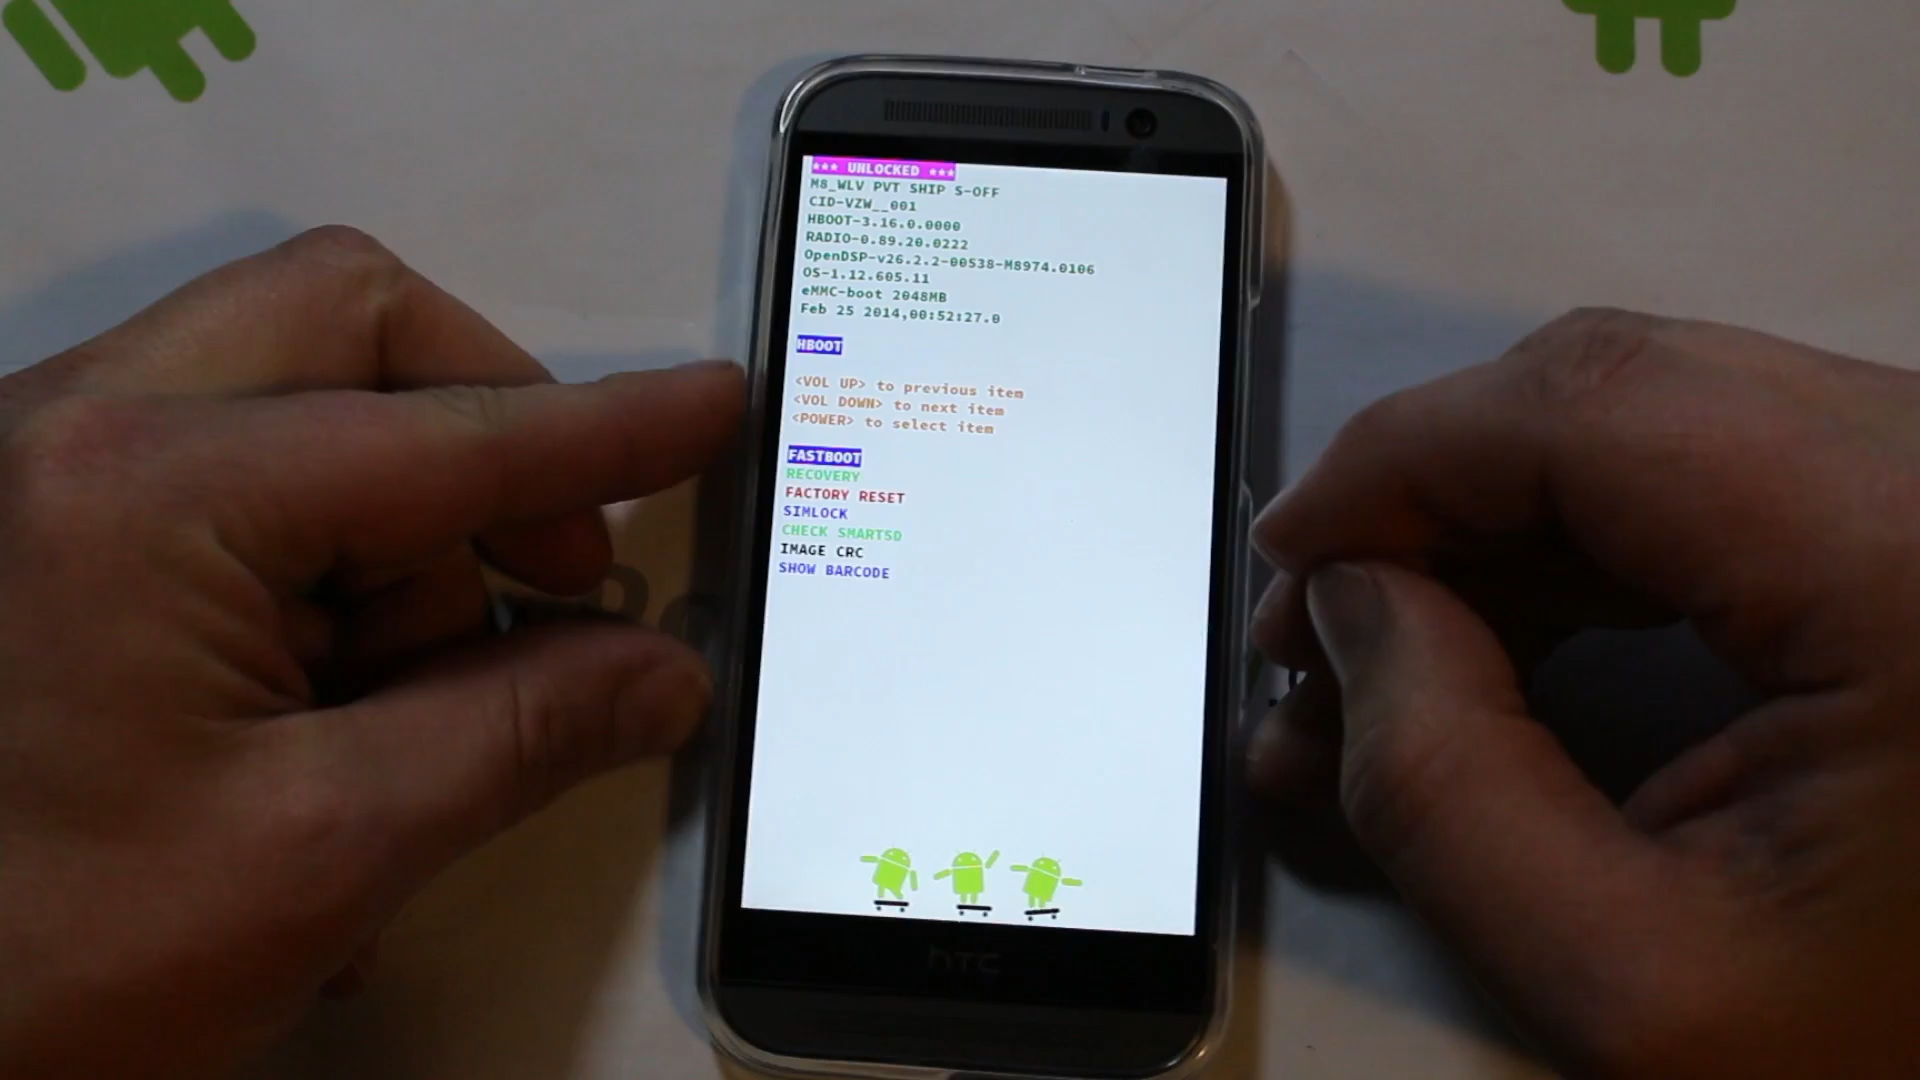 *** UNLOCKED ***
M8_WLV PVT SHIP S-OFF
CID-VZW__001
HBOOT-3.16.0.0000
RADIO-0.89.20.0222
OpenDSP-v26.2.2-00538-M8974.0106
OS-1.12.605.11
eMMC-boot 2048MB
Feb 25 2014,00:52:27.0
HBOOT
<VOL UP> to previous item
<VOL DOWN> to next item
<POWER> to select item
FASTBOOT
RECOVERY
FACTORY RESET
SIMLOCK
CHECK SMARTSD
IMAGE CRC
SHOW BARCODE
hTC